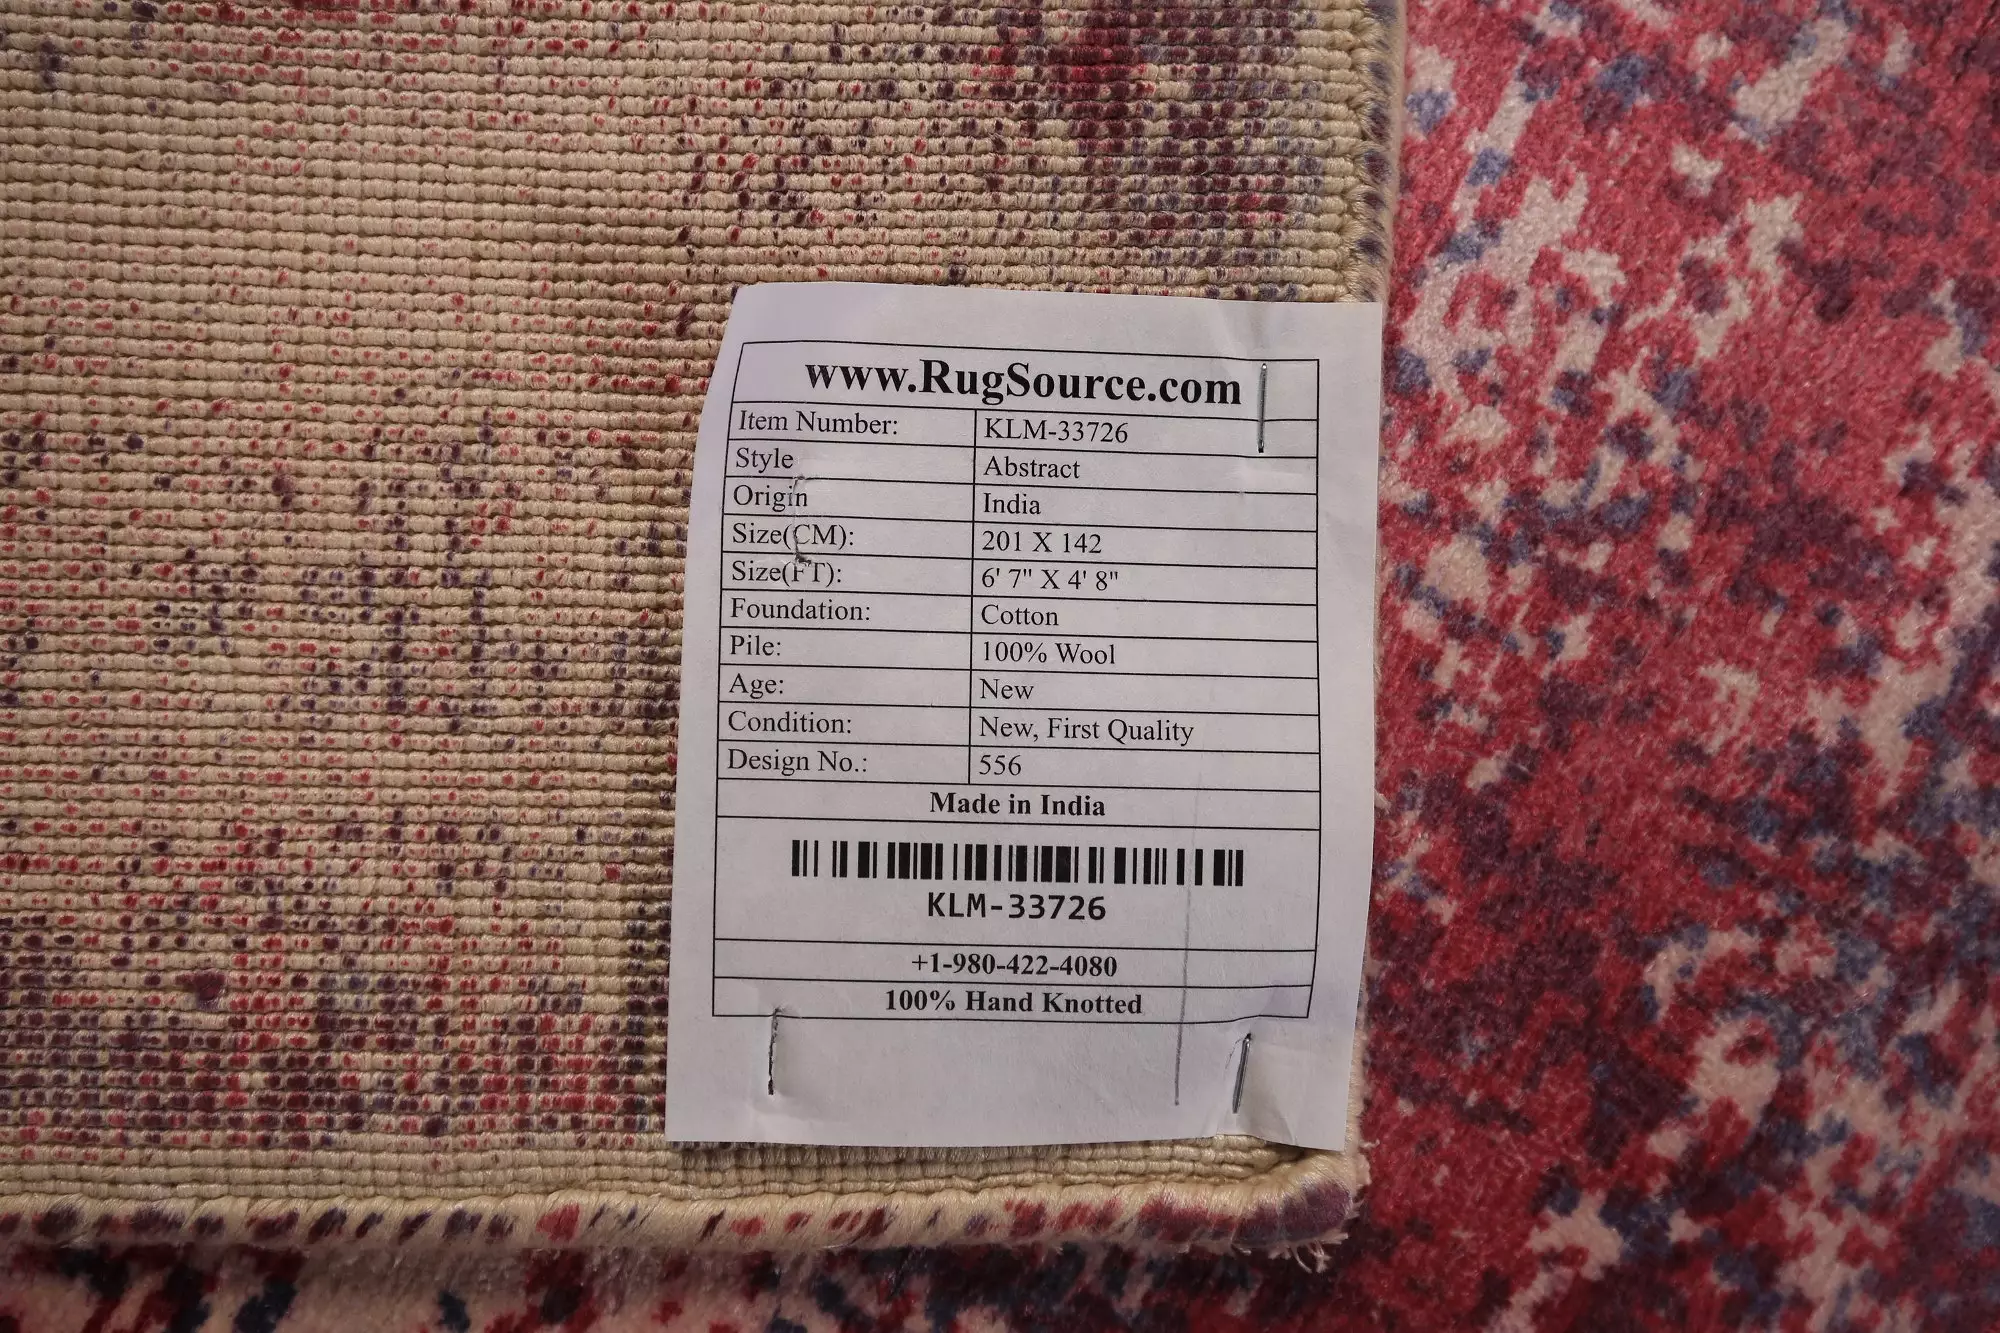 www.RugSource.com
Item Number: KLM-33726
Style Abstract
Origin India
Size(CM): 201 X 142
Size(FT): 6' 7" X 4' 8"
Foundation: Cotton
Pile: 100% Wool
Age: New
Condition: New, First Quality
Design No.: 556
Made in India
KLM-33726
+1-980-422-4080
100% Hand Knotted